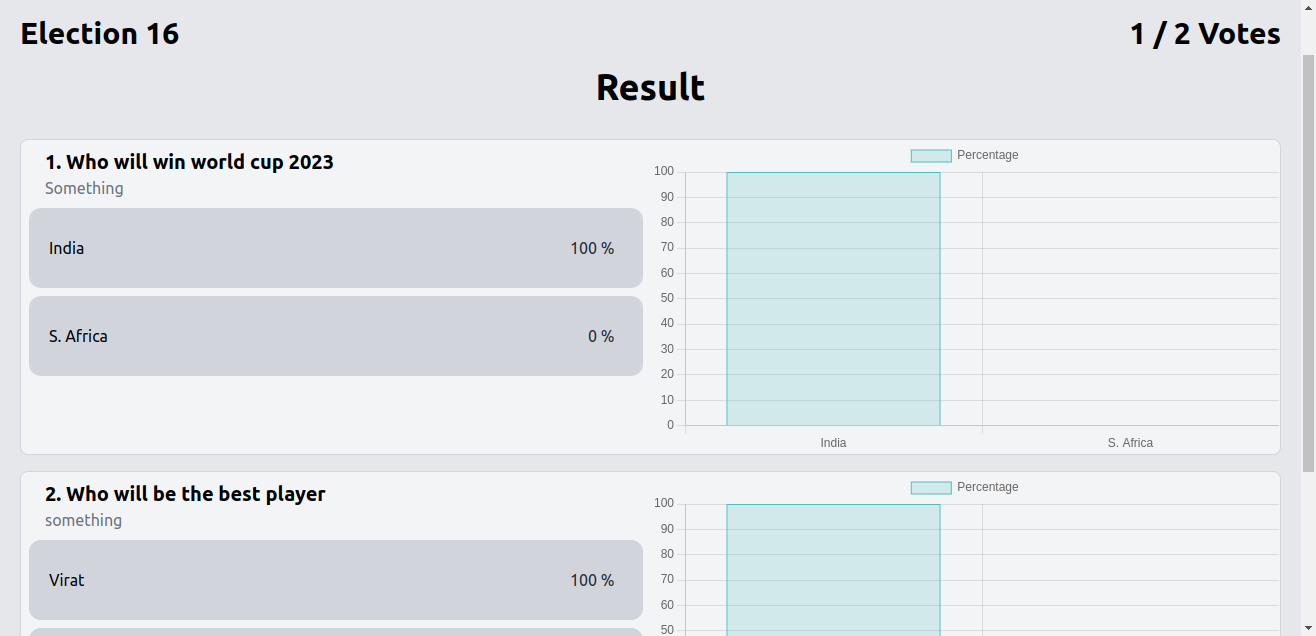 Election 16
1 / 2 Votes
Result
1. Who will win world cup 2023
Something
India
100 %
S. Africa
0 %
Percentage
100
90
80
70
60
50
40
30
20
10
0
India
S. Africa
2. Who will be the best player
something
Virat
100 %
Percentage
100
90
80
70
60
50